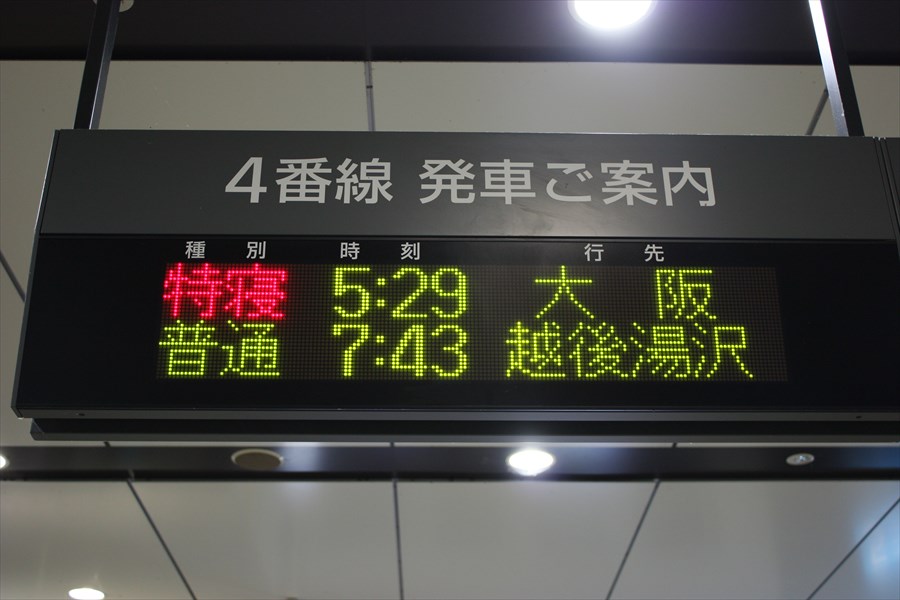 4番線 発車ご案内
種別 時刻 行先
特寝 5:29 大阪
普通 7:43 越後湯沢